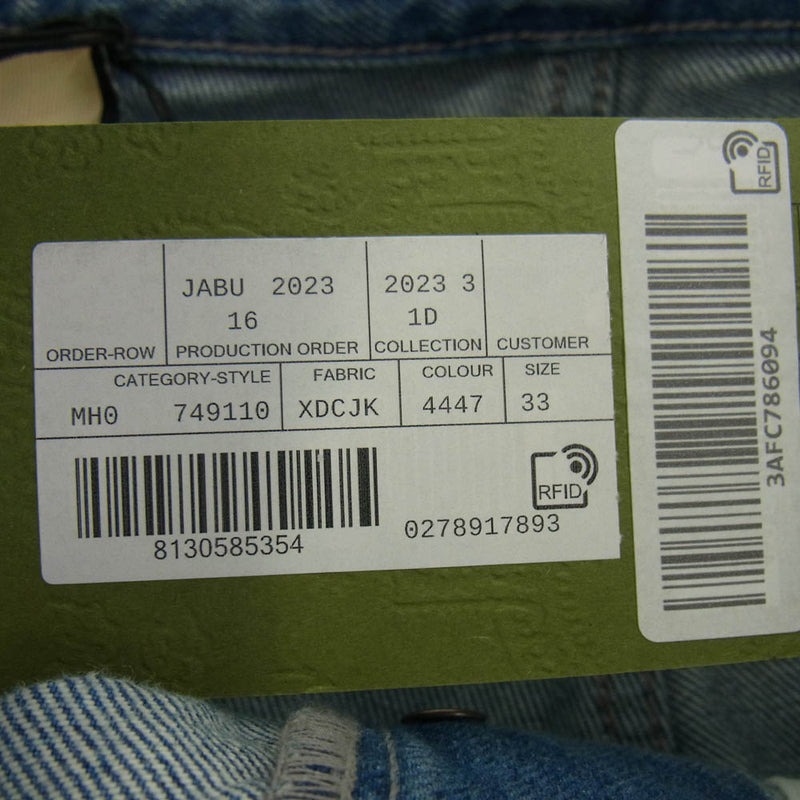 JABU 2023
16
2023 3
1D
ORDER-ROW PRODUCTION ORDER COLLECTION CUSTOMER
CATEGORY-STYLE FABRIC COLOUR SIZE
MH0 749110 XDCJK 4447 33
8130585354
RFID
0278917893
RFID
3AFC786094